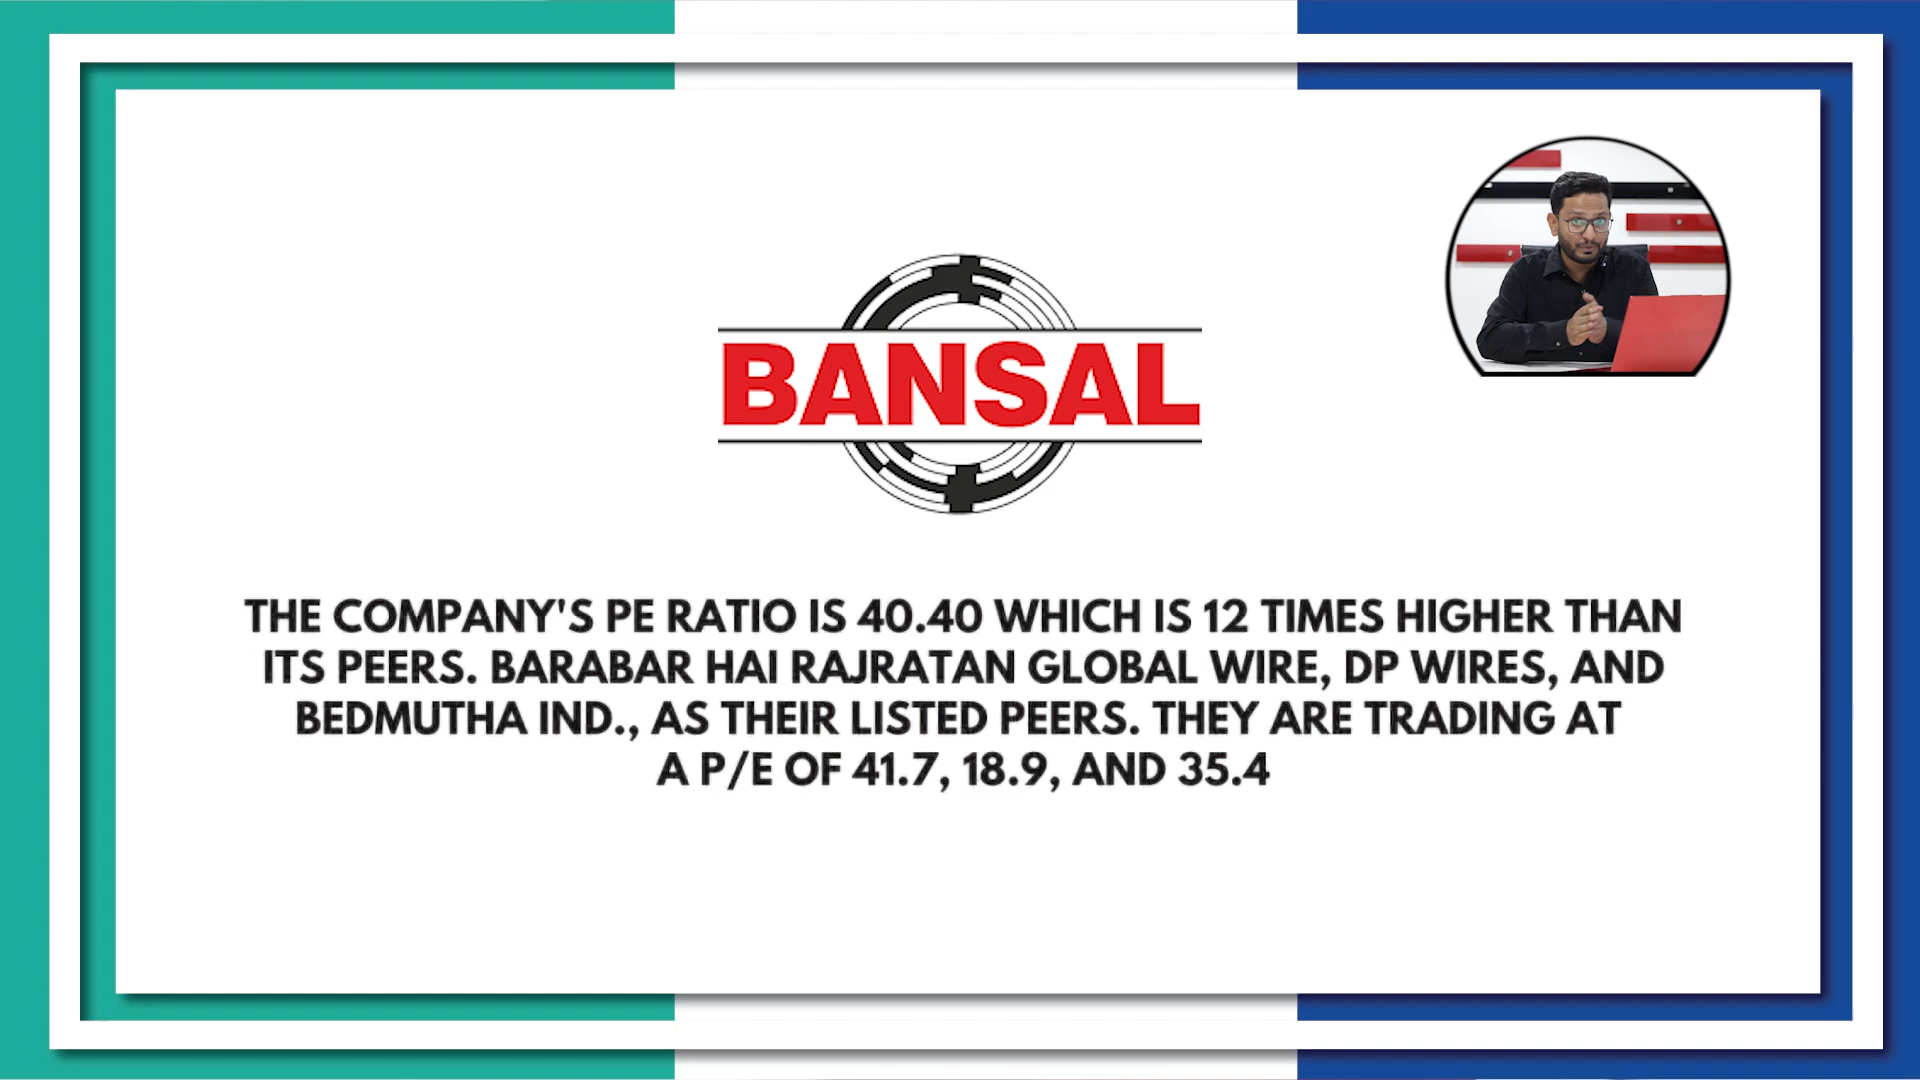 BANSAL
THE COMPANY'S PE RATIO IS 40.40 WHICH IS 12 TIMES HIGHER THAN
ITS PEERS. BARABAR HAI RAJRATAN GLOBAL WIRE, DP WIRES, AND
BEDMUTHA IND., AS THEIR LISTED PEERS. THEY ARE TRADING AT
A P/E OF 41.7, 18.9, AND 35.4